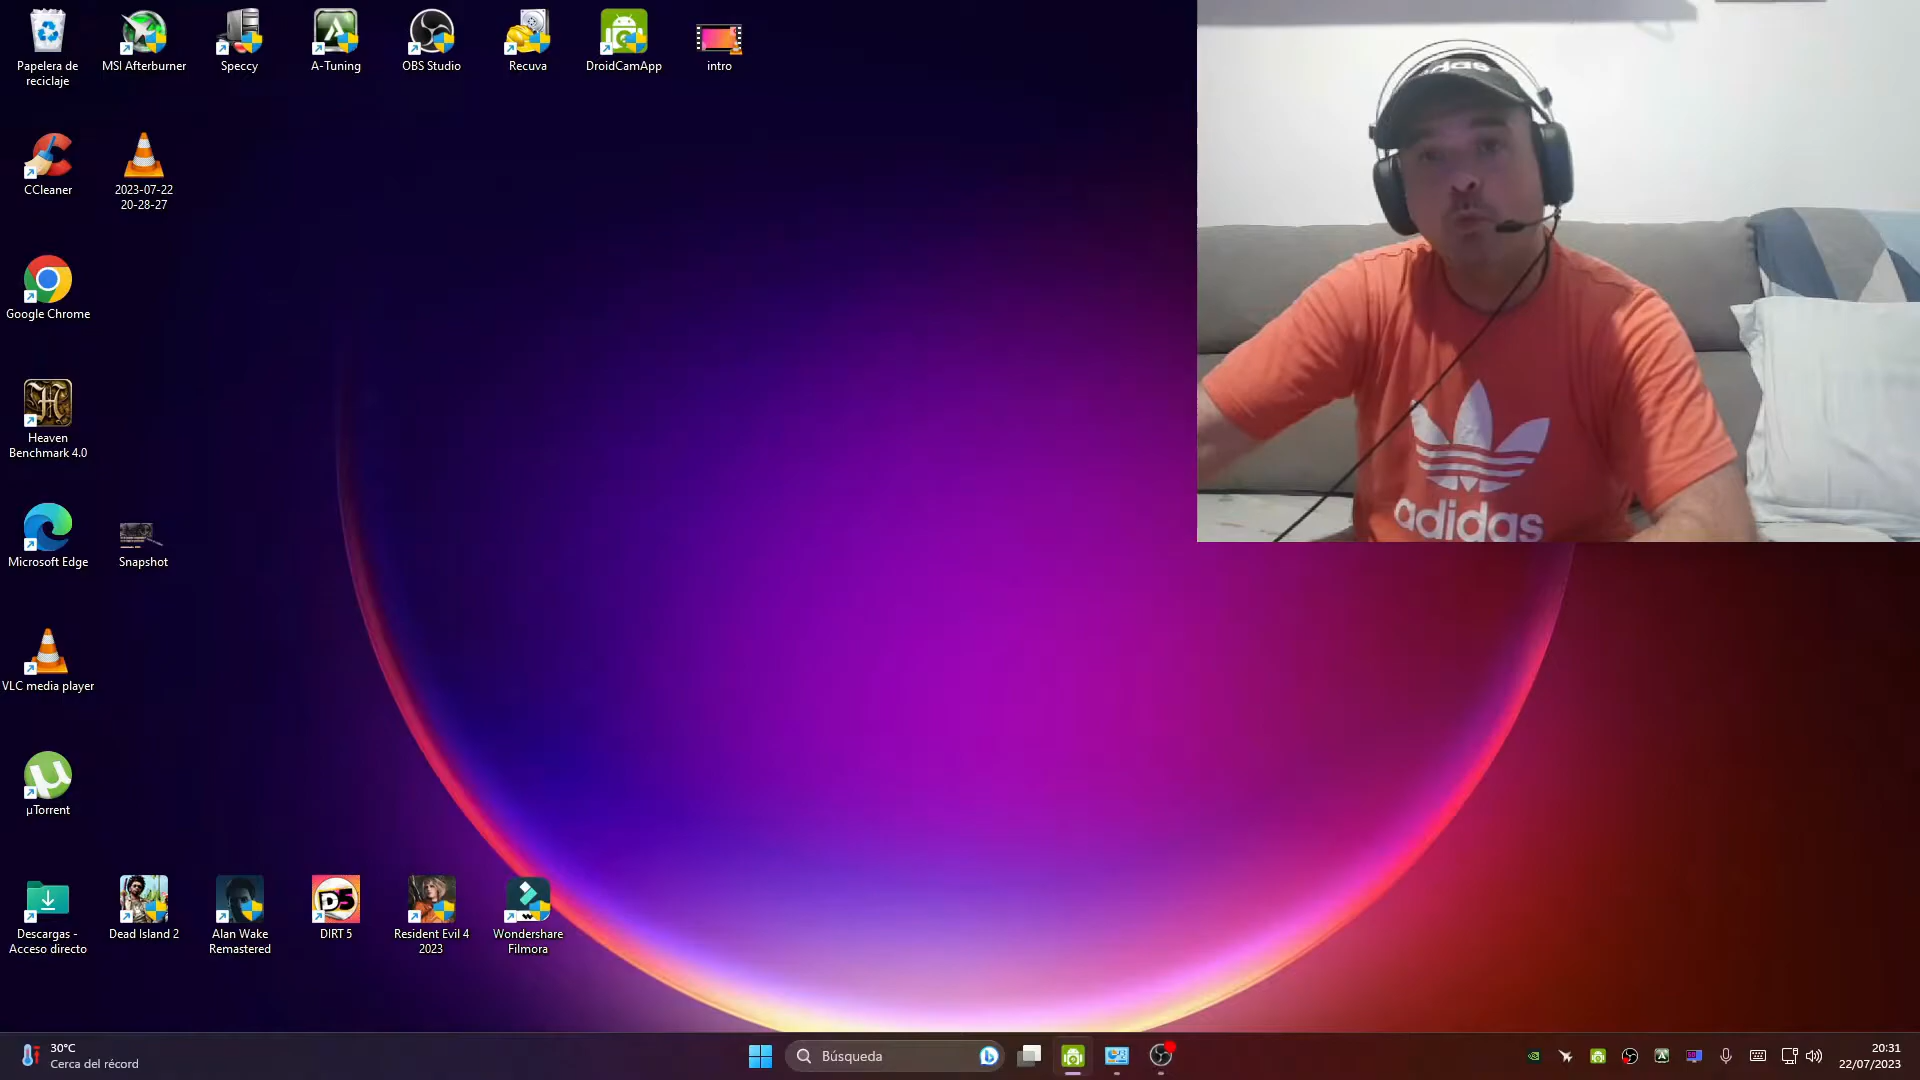 Papelera de
reciclaje
MSI Afterburner
Speccy
A-Tuning
OBS Studio
Recuva
DroidCamApp
intro
CCleaner
2023-07-22
20-28-27
Google Chrome
Heaven
Benchmark 4.0
Microsoft Edge
Snapshot
VLC media player
µTorrent
Descargas -
Acceso directo
Dead Island 2
Alan Wake
Remastered
D5
DIRT 5
Resident Evil 4
2023
Wondershare
Filmora
adidas
30°C
Cerca del récord
Búsqueda
20:31
22/07/2023